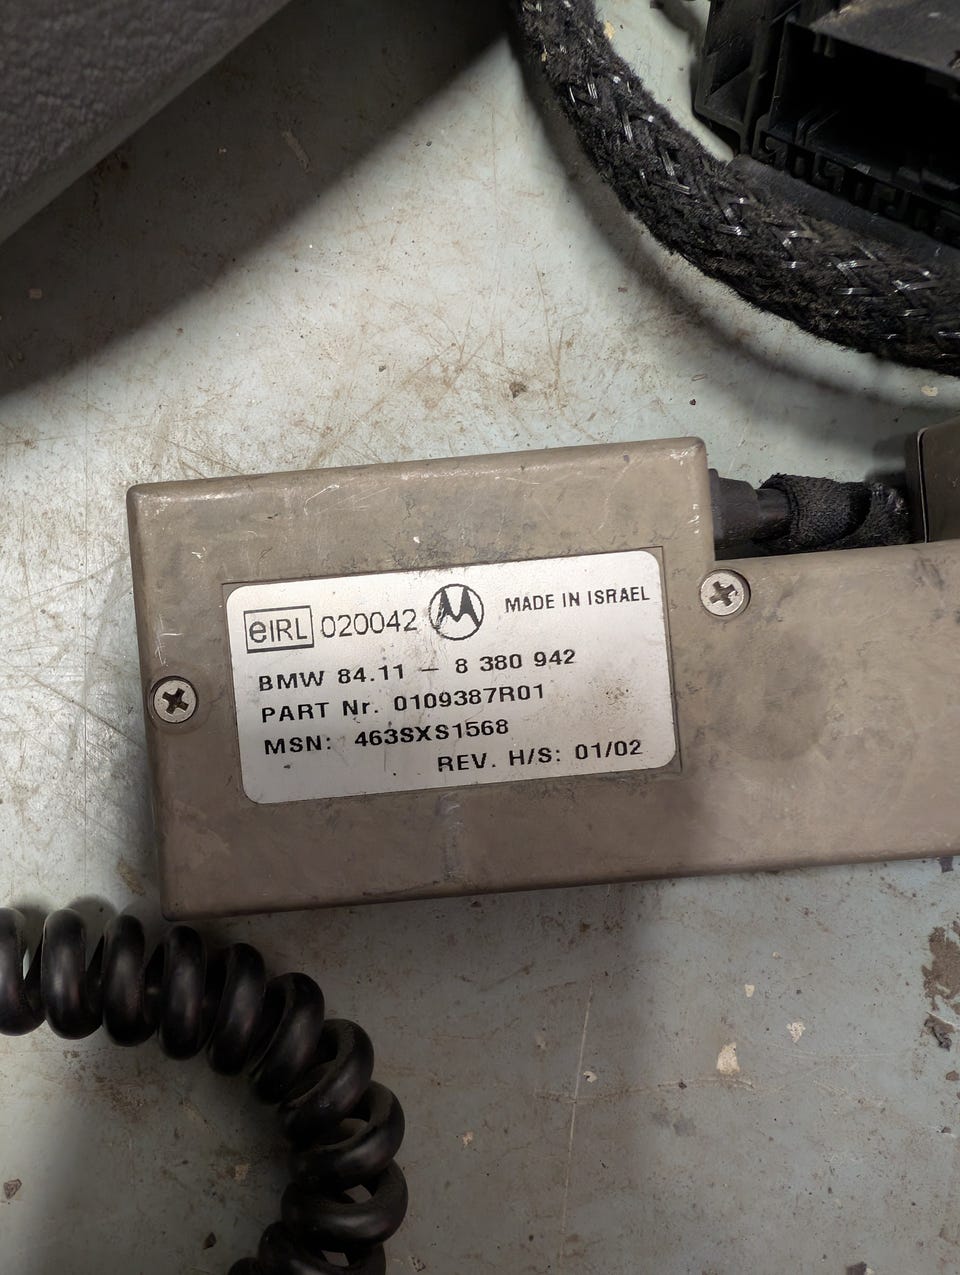 eIRL 020042 MADE IN ISRAEL
BMW 84.11 – 8 380 942
PART Nr. 0109387R01
MSN: 463SXS1568
REV. H/S: 01/02